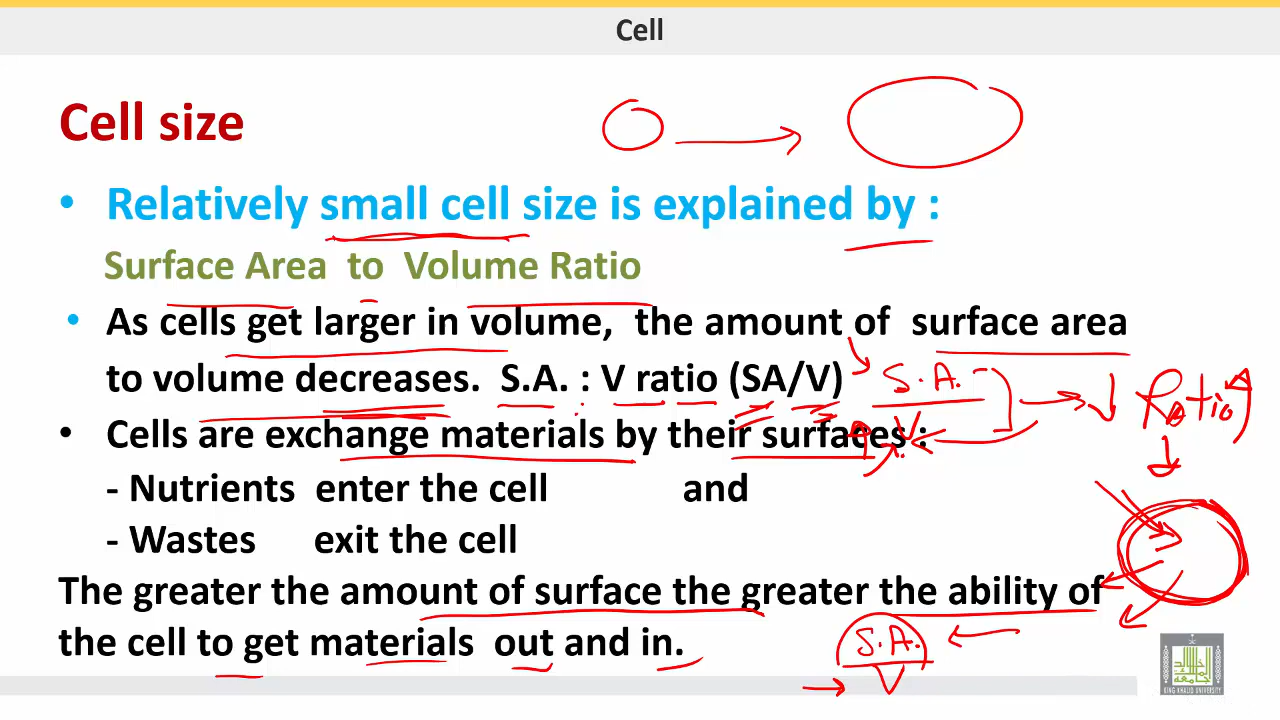 Cell
Cell size
• Relatively small cell size is explained by :
Surface Area to Volume Ratio
• As cells get larger in volume, the amount of surface area
to volume decreases. S.A. : V ratio (SA/V)
S.A.
V
Ratio
• Cells are exchange materials by their surfaces :
- Nutrients enter the cell and
- Wastes exit the cell
The greater the amount of surface the greater the ability of
the cell to get materials out and in.
S.A.
V
KING KHALID UNIVERSITY